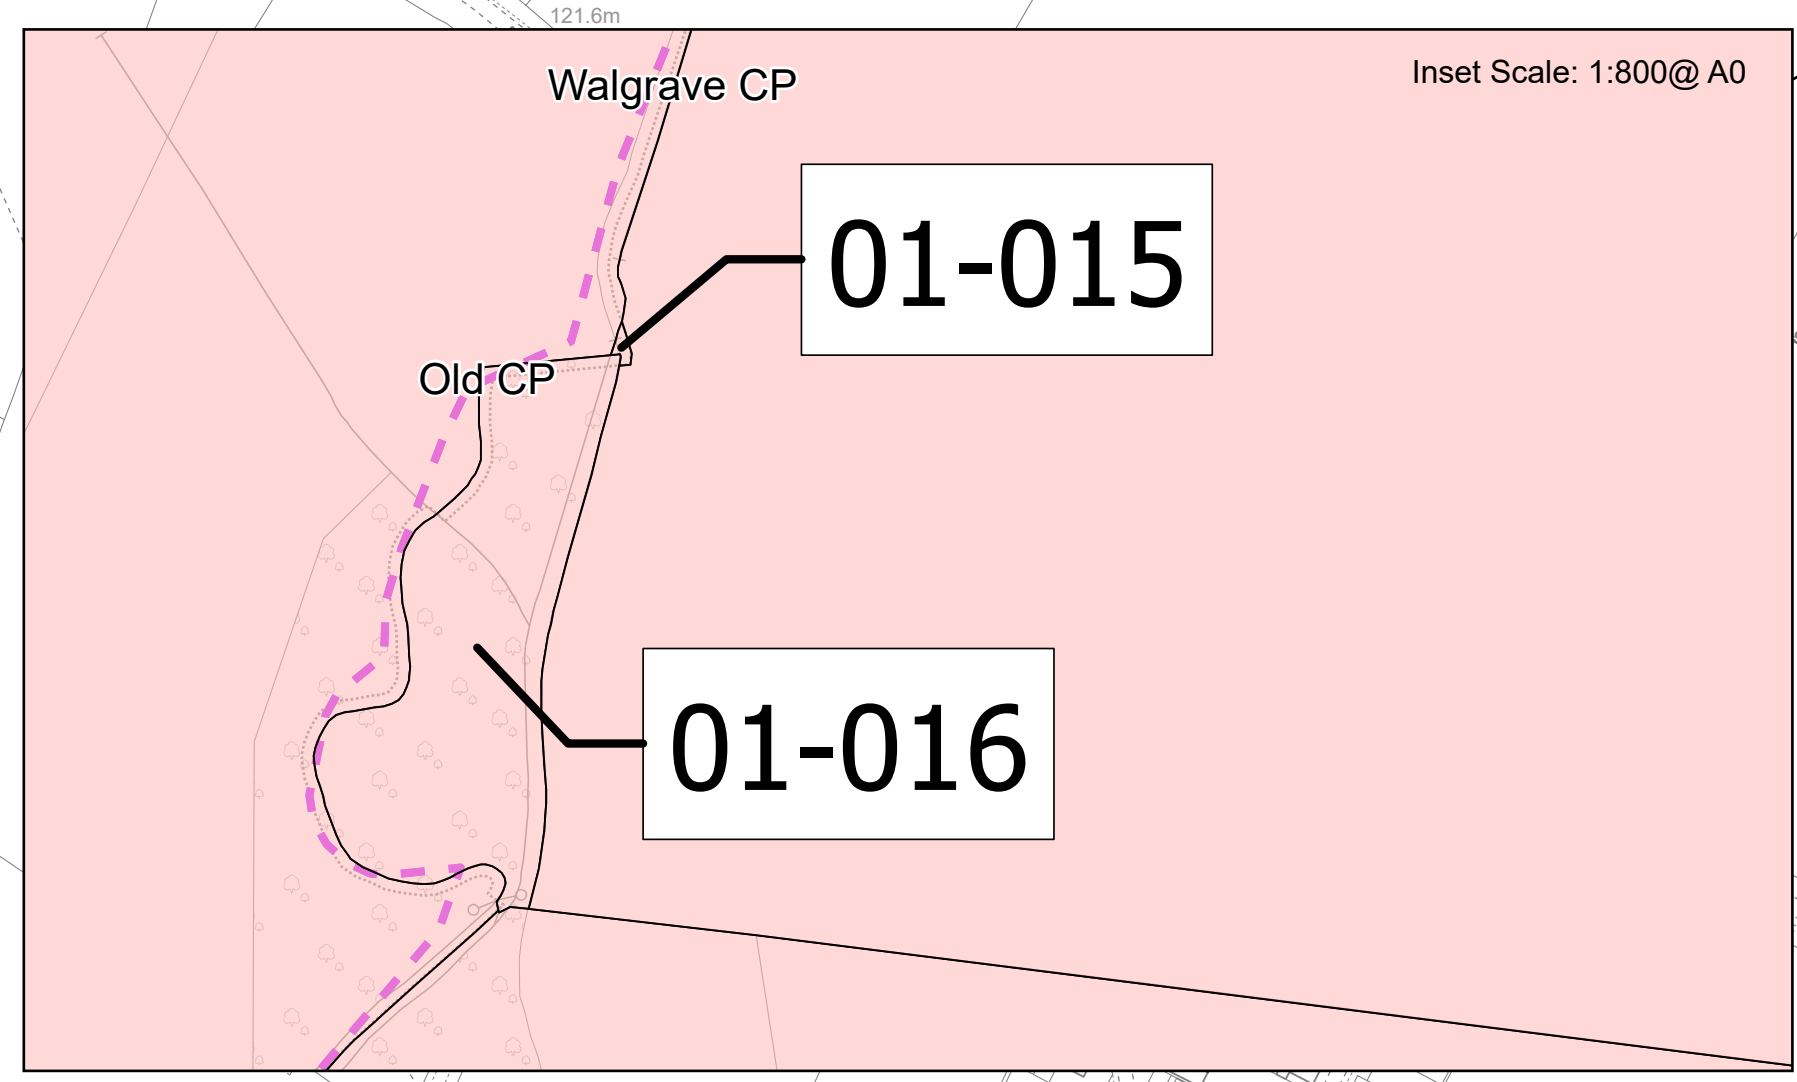 121.6m
Walgrave CP
Inset Scale: 1:800@ A0
01-015
Old CP
01-016